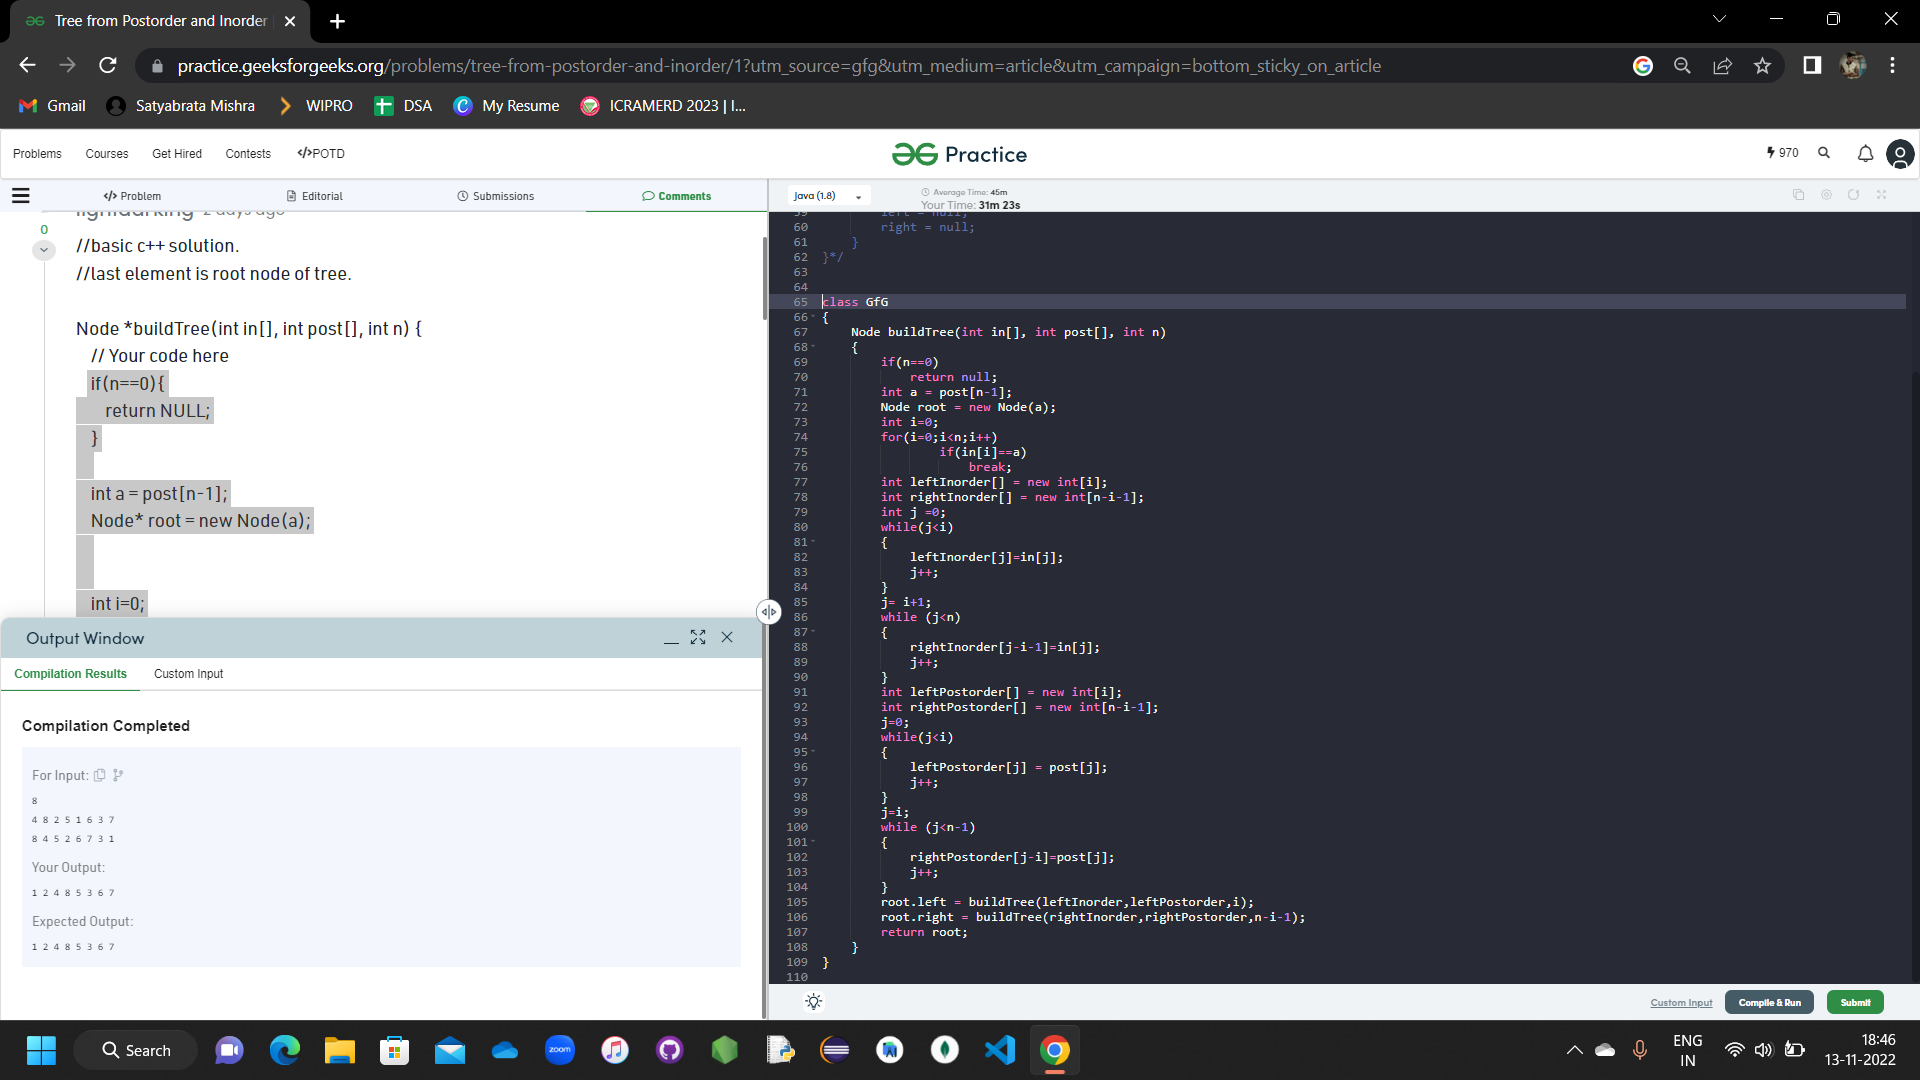 Tree from Postorder and Inorder
practice.geeksforgeeks.org/problems/tree-from-postorder-and-inorder/1?utm_source=gfg&utm_medium=article&utm_campaign=bottom_sticky_on_article
Gmail Satyabrata Mishra WIPRO DSA My Resume ICRAMERD 2023 | I...
Problems Courses Get Hired Contests </>POTD
Practice
970
</> Problem Editorial Submissions Comments
lightdarking 2 days ago
0
//basic c++ solution.
//last element is root node of tree.
Node *buildTree(int in[], int post[], int n) {
// Your code here
if(n==0){
return NULL;
}
int a = post[n-1];
Node* root = new Node(a);
int i=0;
Output Window
Compilation Results Custom Input
Compilation Completed
For Input:
8
4 8 2 5 1 6 3 7
8 4 5 2 6 7 3 1
Your Output:
1 2 4 8 5 3 6 7
Expected Output:
1 2 4 8 5 3 6 7
Java (1.8)
Average Time: 45m
Your Time: 31m 23s
59 left = null;
60 right = null;
61 }
62 }*/
63
64
65 class GfG
66 {
67 Node buildTree(int in[], int post[], int n)
68 {
69 if(n==0)
70 return null;
71 int a = post[n-1];
72 Node root = new Node(a);
73 int i=0;
74 for(i=0;i<n;i++)
75 if(in[i]==a)
76 break;
77 int leftInorder[] = new int[i];
78 int rightInorder[] = new int[n-i-1];
79 int j =0;
80 while(j<i)
81 {
82 leftInorder[j]=in[j];
83 j++;
84 }
85 j= i+1;
86 while (j<n)
87 {
88 rightInorder[j-i-1]=in[j];
89 j++;
90 }
91 int leftPostorder[] = new int[i];
92 int rightPostorder[] = new int[n-i-1];
93 j=0;
94 while(j<i)
95 {
96 leftPostorder[j] = post[j];
97 j++;
98 }
99 j=i;
100 while (j<n-1)
101 {
102 rightPostorder[j-i]=post[j];
103 j++;
104 }
105 root.left = buildTree(leftInorder,leftPostorder,i);
106 root.right = buildTree(rightInorder,rightPostorder,n-i-1);
107 return root;
108 }
109 }
110
Custom Input Compile & Run Submit
Search
zoom
ENG
IN
18:46
13-11-2022